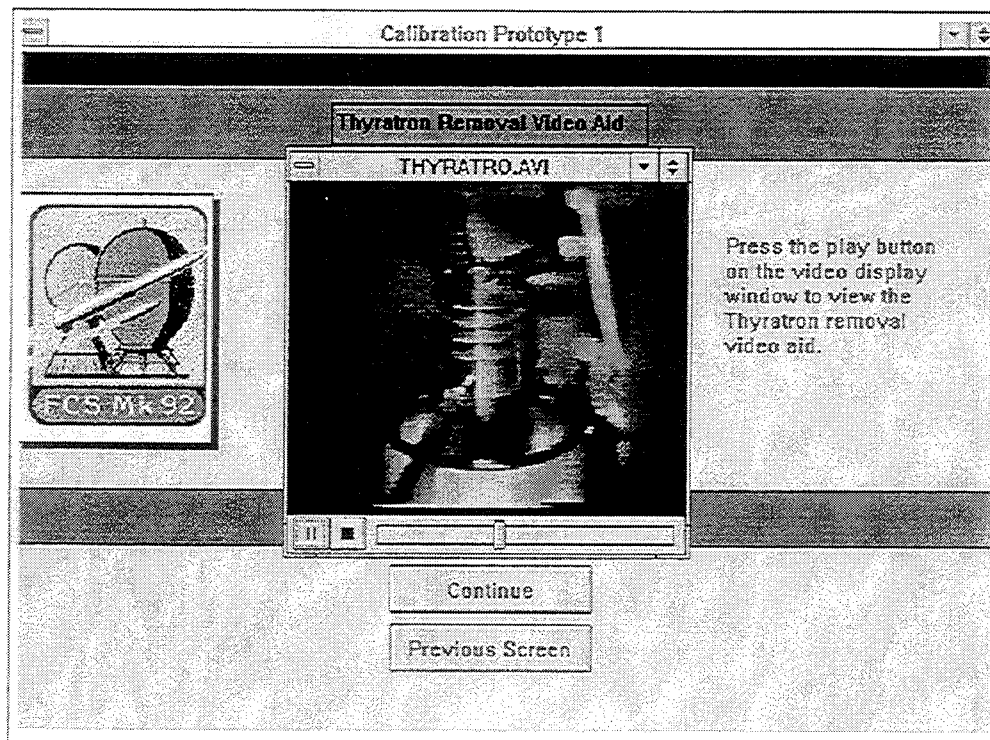 Calibration Prototype 1
Thyratron Removal Video Aid
THYRATRO.AVI
FCS Mk 92
Press the play button
on the video display
window to view the
Thyratron removal
video aid.
Continue
Previous Screen